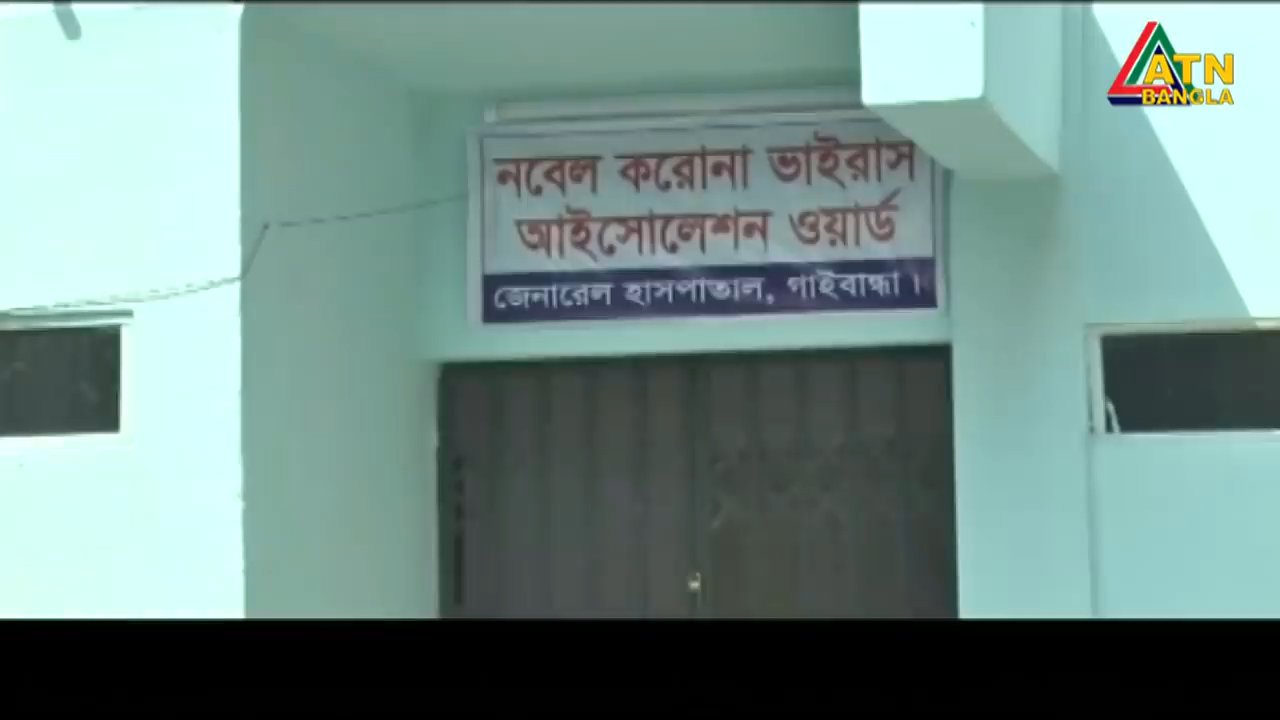 ATN
BANGLA
নবেল করোনা ভাইরাস
আইসোলেশন ওয়ার্ড
জেনারেল হাসপাতাল, গাইবান্ধা।